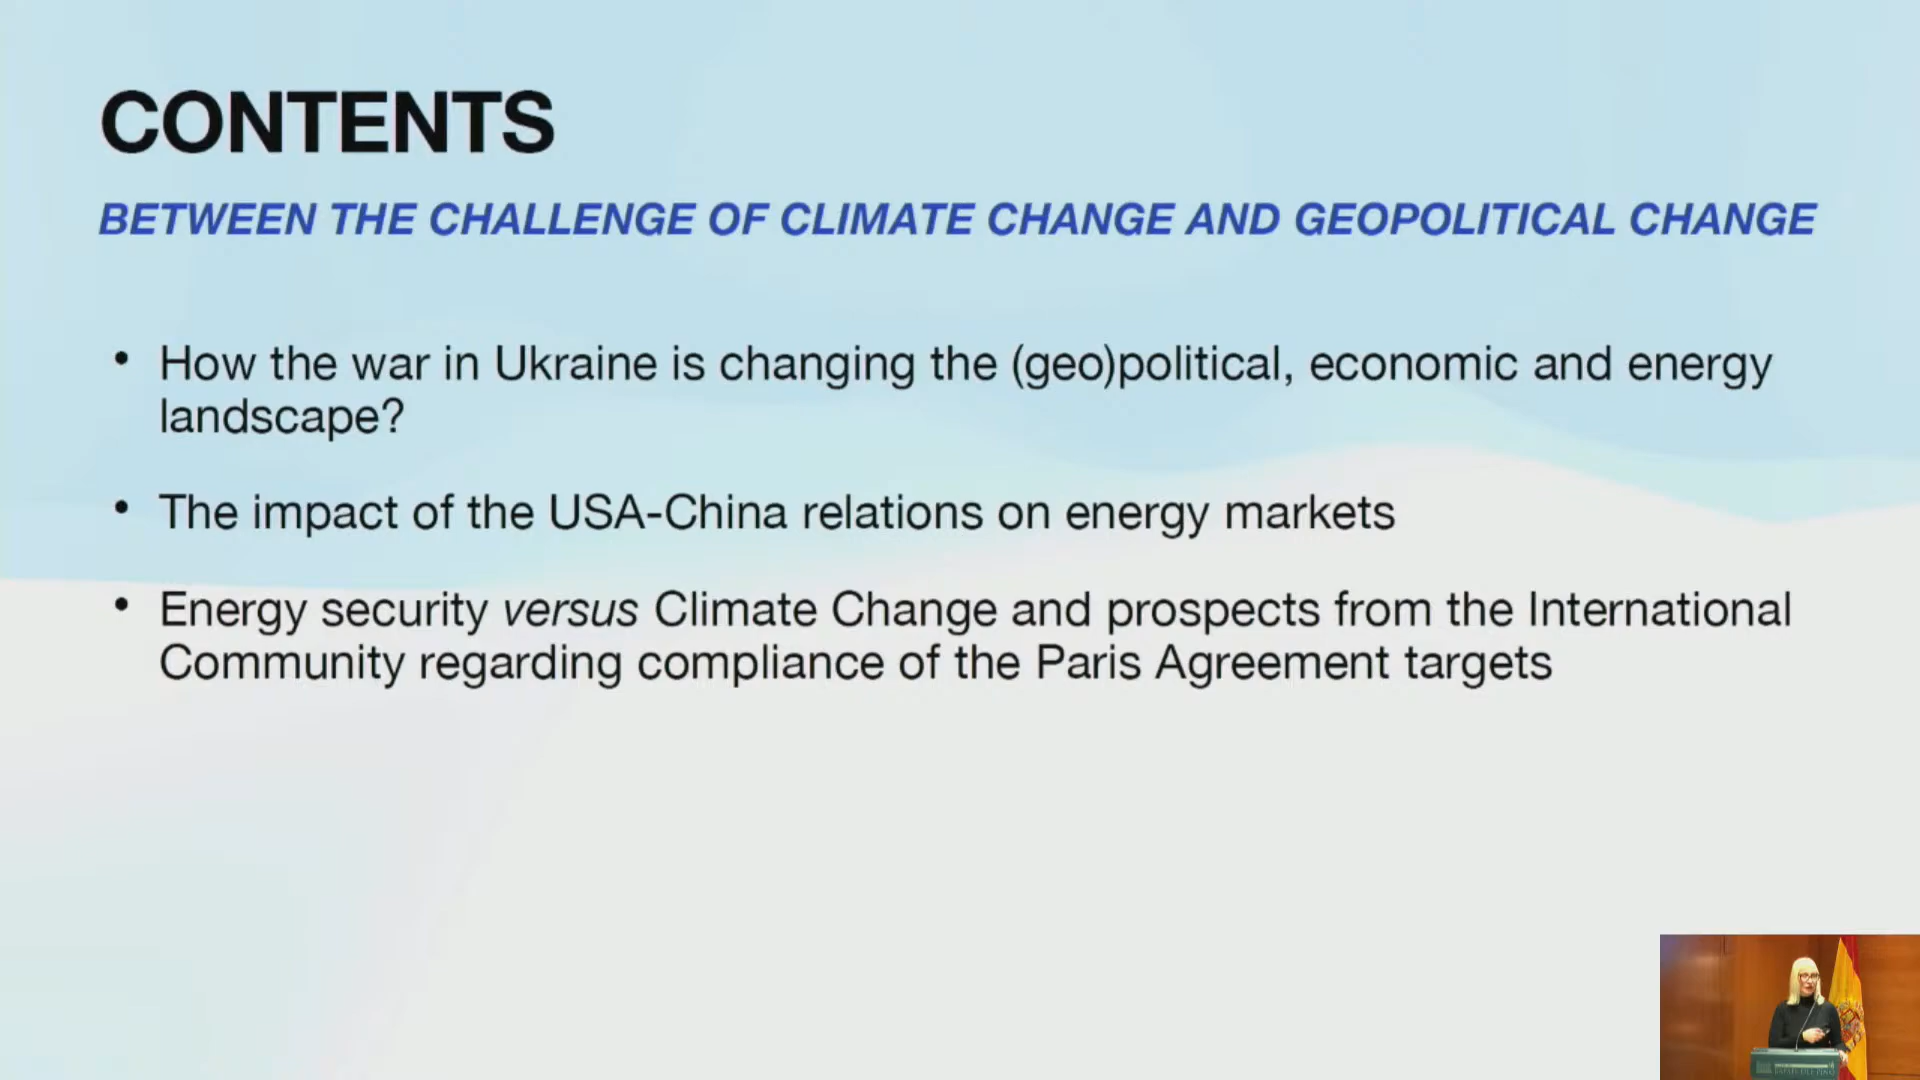 CONTENTS
BETWEEN THE CHALLENGE OF CLIMATE CHANGE AND GEOPOLITICAL CHANGE
• How the war in Ukraine is changing the (geo)political, economic and energy
landscape?
• The impact of the USA-China relations on energy markets
• Energy security versus Climate Change and prospects from the International
Community regarding compliance of the Paris Agreement targets